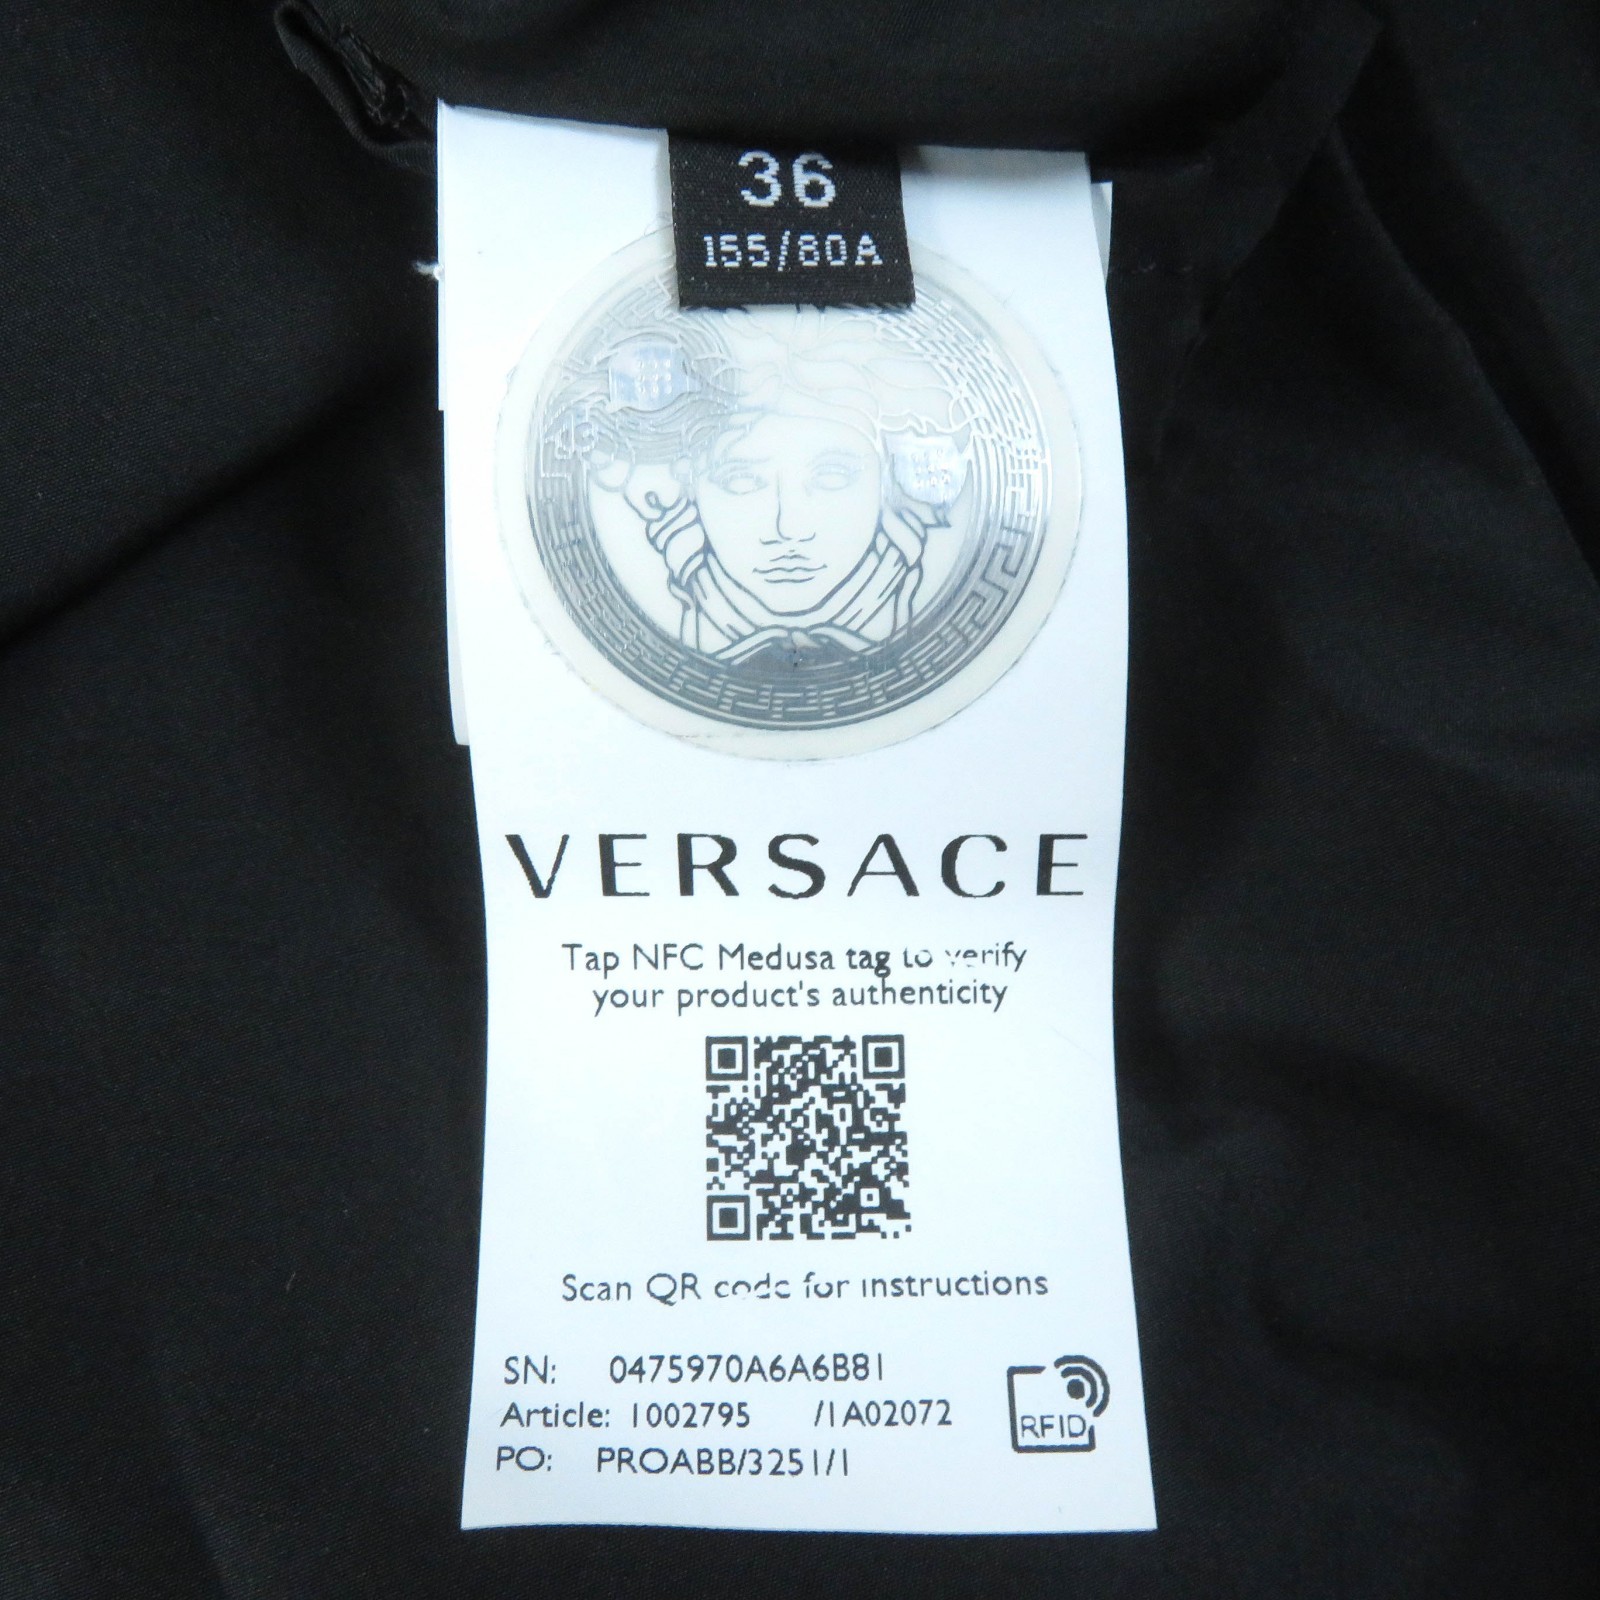 36
155/80A
VERSACE
Tap NFC Medusa tag to verify
your product's authenticity
Scan QR code for instructions
SN: 0475970A6A6B81
Article: 1002795 /1A02072
PO: PROABB/3251/1
RFID